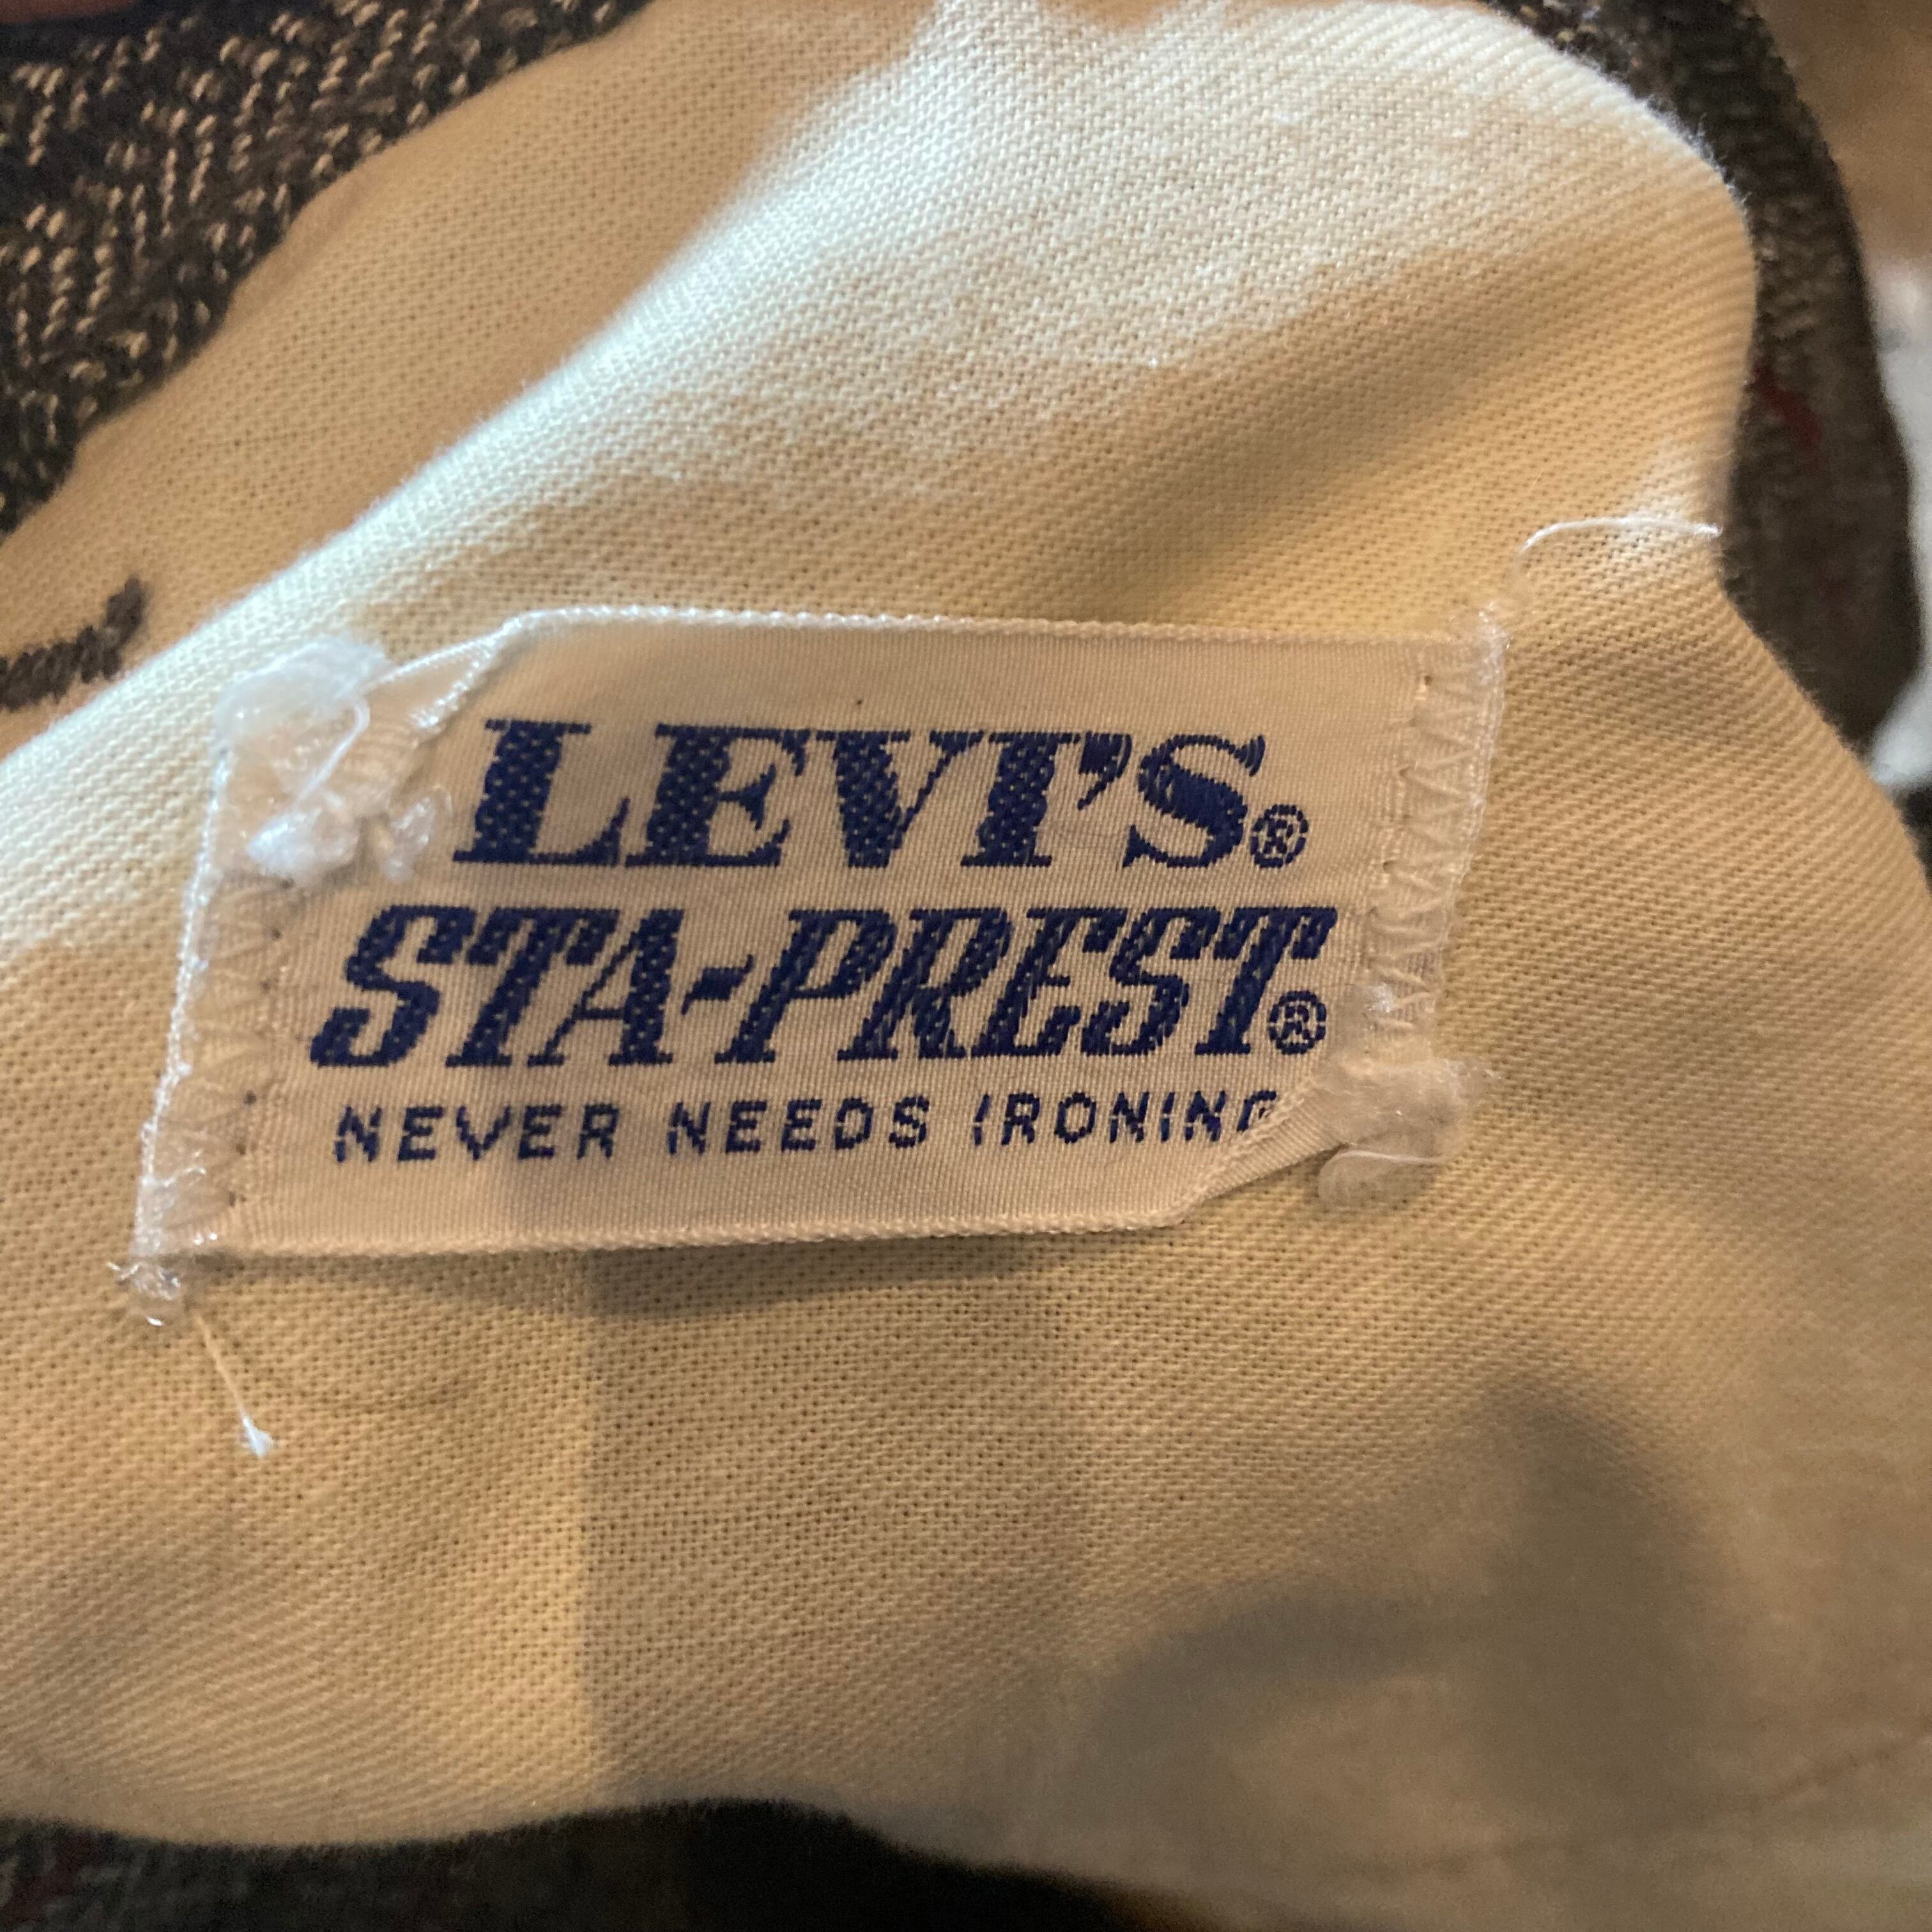 LEVI'S®
STA-PREST®
NEVER NEEDS IRONING